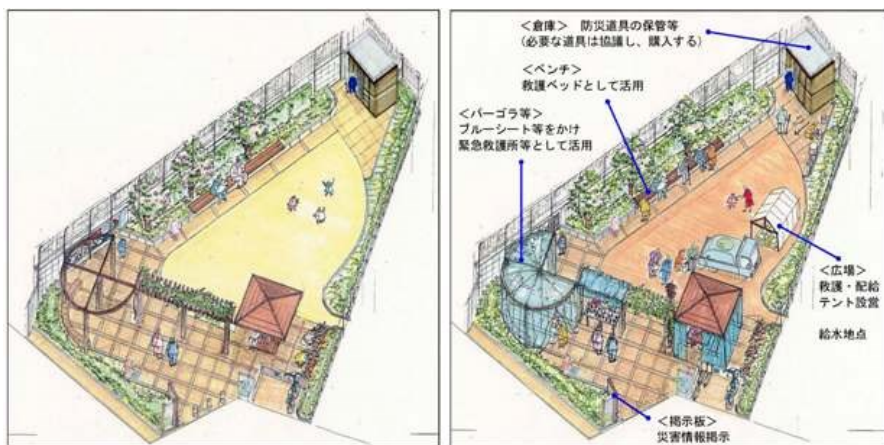 <倉庫> 防災道具の保管等
(必要な道具は協議し、購入する)
<ベンチ>
救護ベッドとして活用
<パーゴラ等>
ブルーシート等をかけ
緊急救護所等として活用
<広場>
救護・配給
テント設営
給水地点
<掲示板>
災害情報掲示